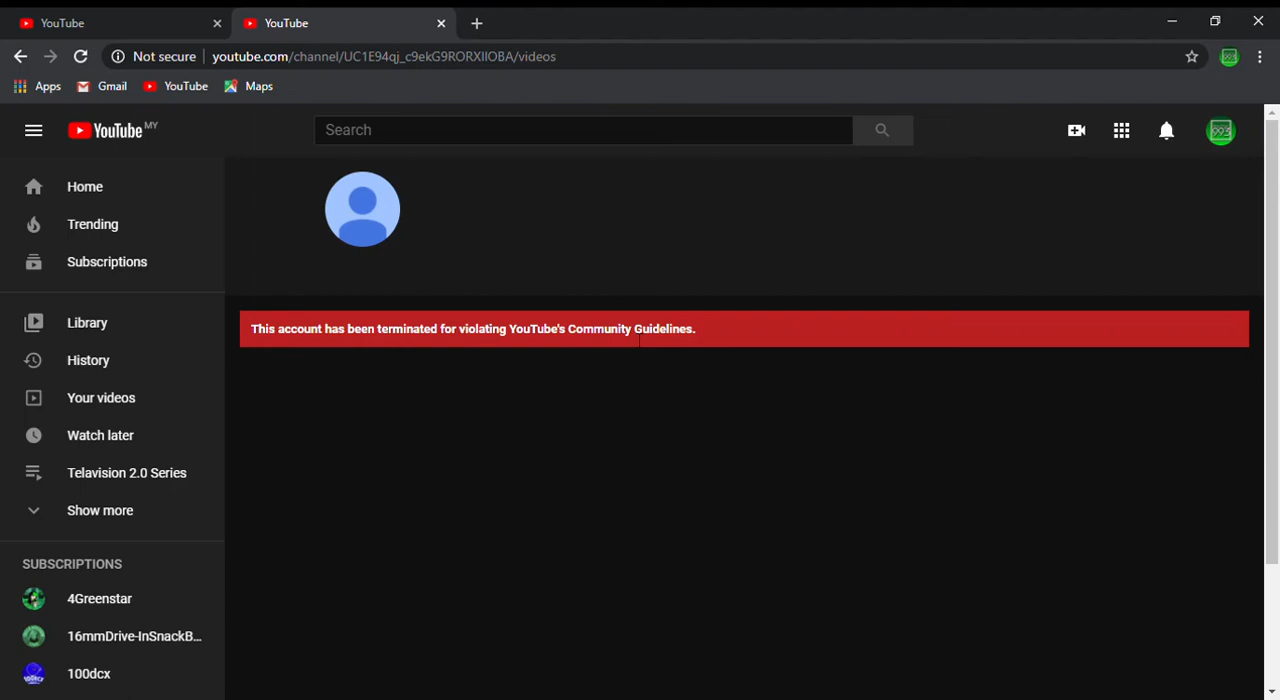 YouTube
YouTube
Not secure youtube.com/channel/UC1E94qj_c9ekG9RORXIIOBA/videos
Apps Gmail YouTube Maps
YouTube MY
Search
993
Home
Trending
Subscriptions
This account has been terminated for violating YouTube's Community Guidelines.
Library
History
Your videos
Watch later
Telavision 2.0 Series
Show more
SUBSCRIPTIONS
4Greenstar
16mmDrive-InSnackB...
100dcx